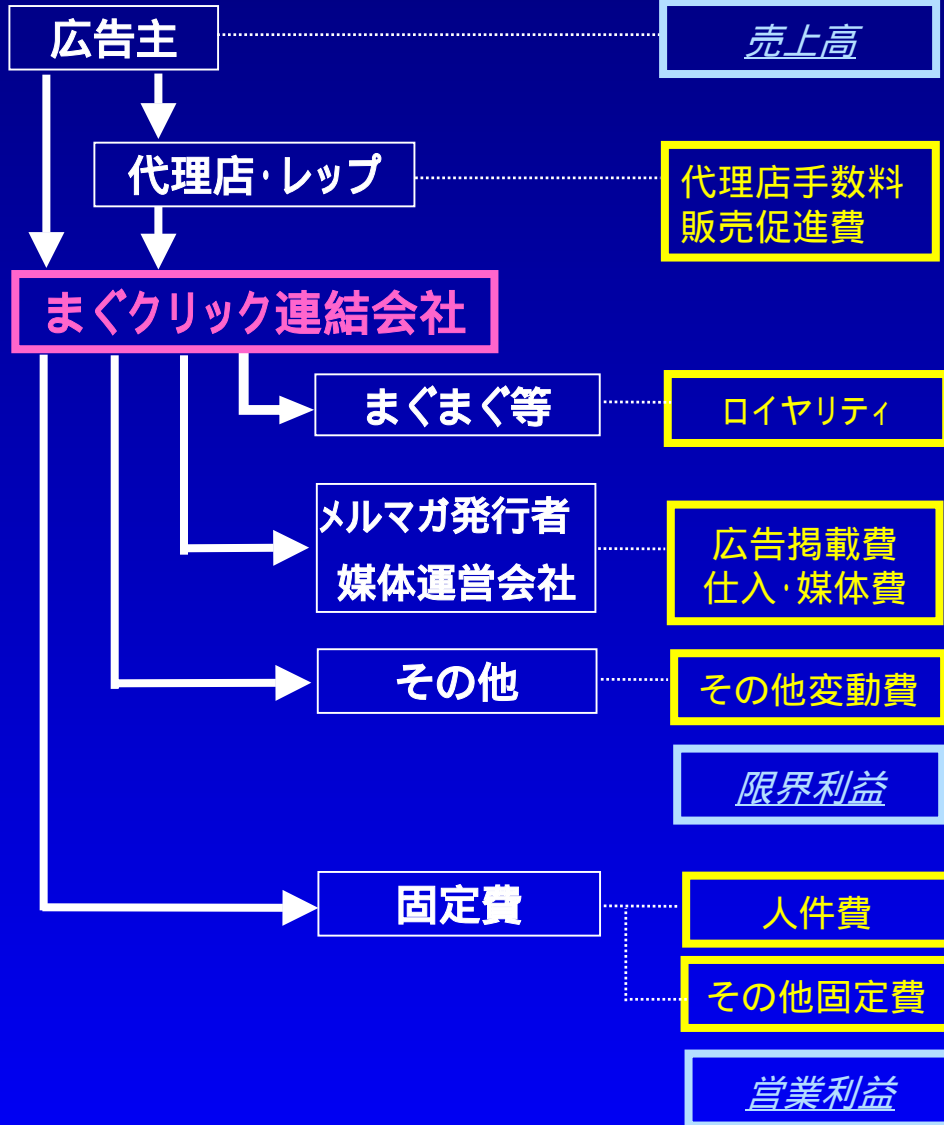 広告主
売上高
代理店・レップ
代理店手数料
販売促進費
まぐクリック連結会社
まぐまぐ等
ロイヤリティ
メルマガ発行者
媒体運営会社
広告掲載費
仕入・媒体費
その他
その他変動費
限界利益
固定費
人件費
その他固定費
営業利益